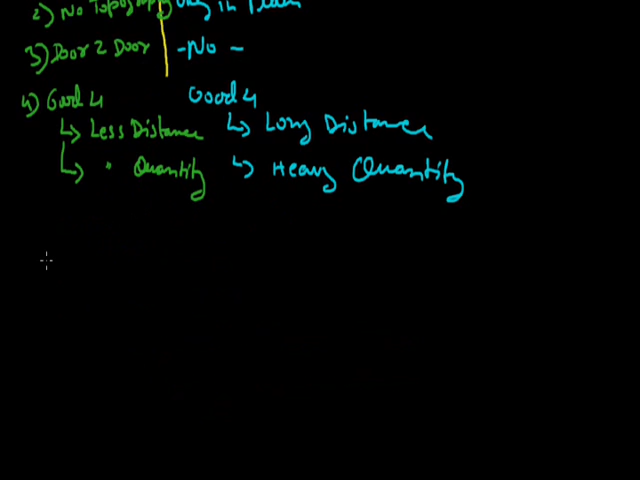 2) No Topography only in Plain
3) Door 2 Door -No -
4) Good 4 Good 4
↳ Less Distance ↳ Long Distance
↳ " Quantity ↳ Heavy Quantity